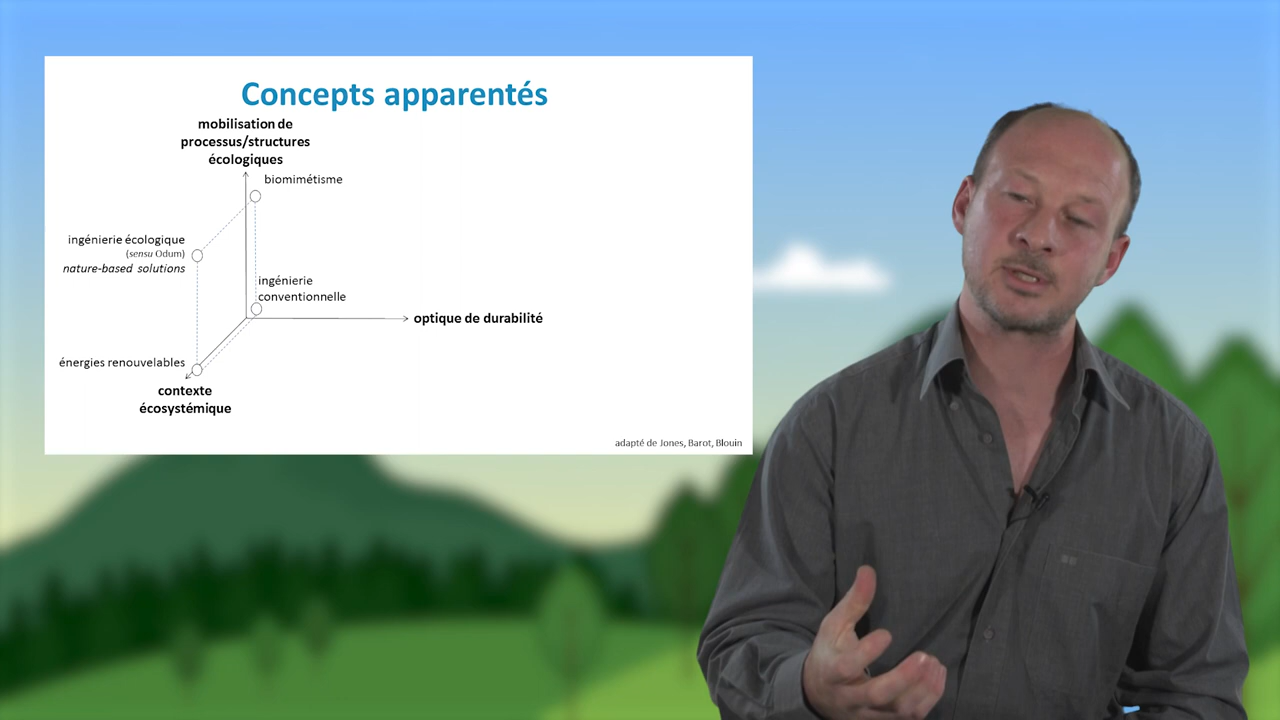 Concepts apparentés
mobilisation de
processus/structures
écologiques
biomimétisme
ingénierie écologique
(sensu Odum)
nature-based solutions
ingénierie
conventionnelle
optique de durabilité
énergies renouvelables
contexte
écosystémique
adapté de Jones, Barot, Blouin